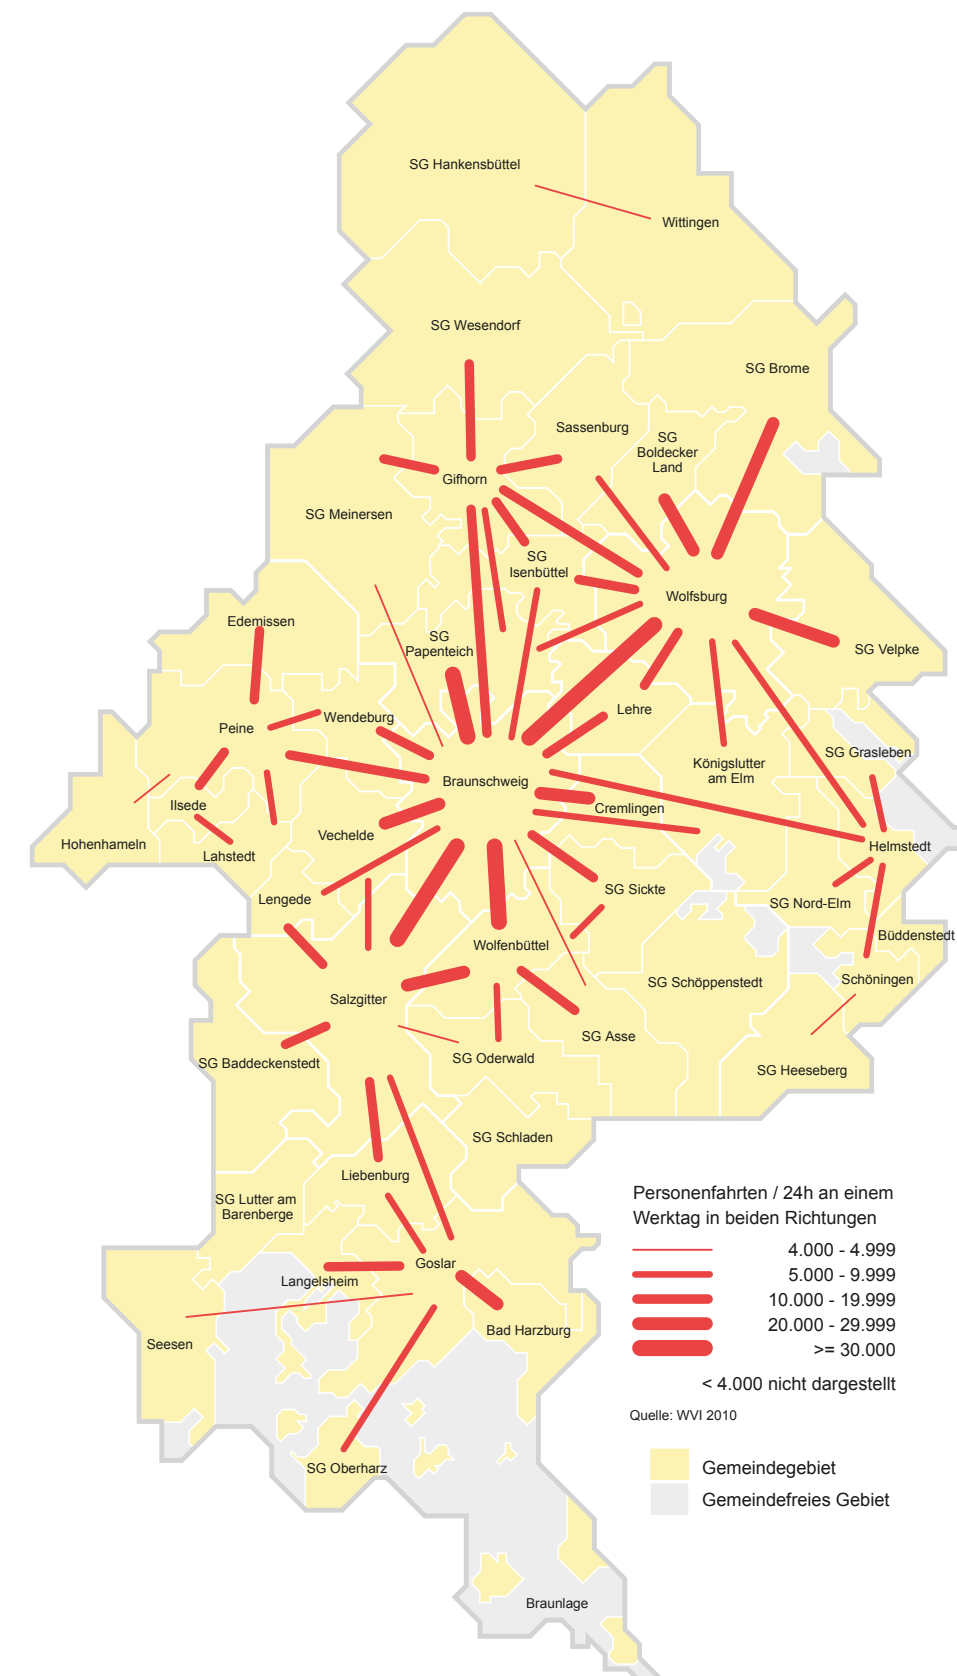 SG Hankensbüttel
Wittingen
SG Wesendorf
SG Brome
Sassenburg
SG
Boldecker
Land
Gifhorn
SG Meinersen
SG
Isenbüttel
Wolfsburg
Edemissen
SG
Papenteich
SG Velpke
Lehre
Wendeburg
Peine
SG Grasleben
Königslutter
am Elm
Braunschweig
Ilsede
Cremlingen
Vechelde
Hohenhameln
Lahstedt
Helmstedt
SG Sickte
Lengede
SG Nord-Elm
Büddenstedt
Wolfenbüttel
Schöningen
SG Schöppenstedt
Salzgitter
SG Asse
SG Oderwald
SG Baddeckenstedt
SG Heeseberg
SG Schladen
Liebenburg
SG Lutter am
Barenberge
Goslar
Langelsheim
Bad Harzburg
Seesen
SG Oberharz
Braunlage
Personenfahrten / 24h an einem
Werktag in beiden Richtungen
4.000 - 4.999
5.000 - 9.999
10.000 - 19.999
20.000 - 29.999
>= 30.000
< 4.000 nicht dargestellt
Quelle: WVI 2010
Gemeindegebiet
Gemeindefreies Gebiet